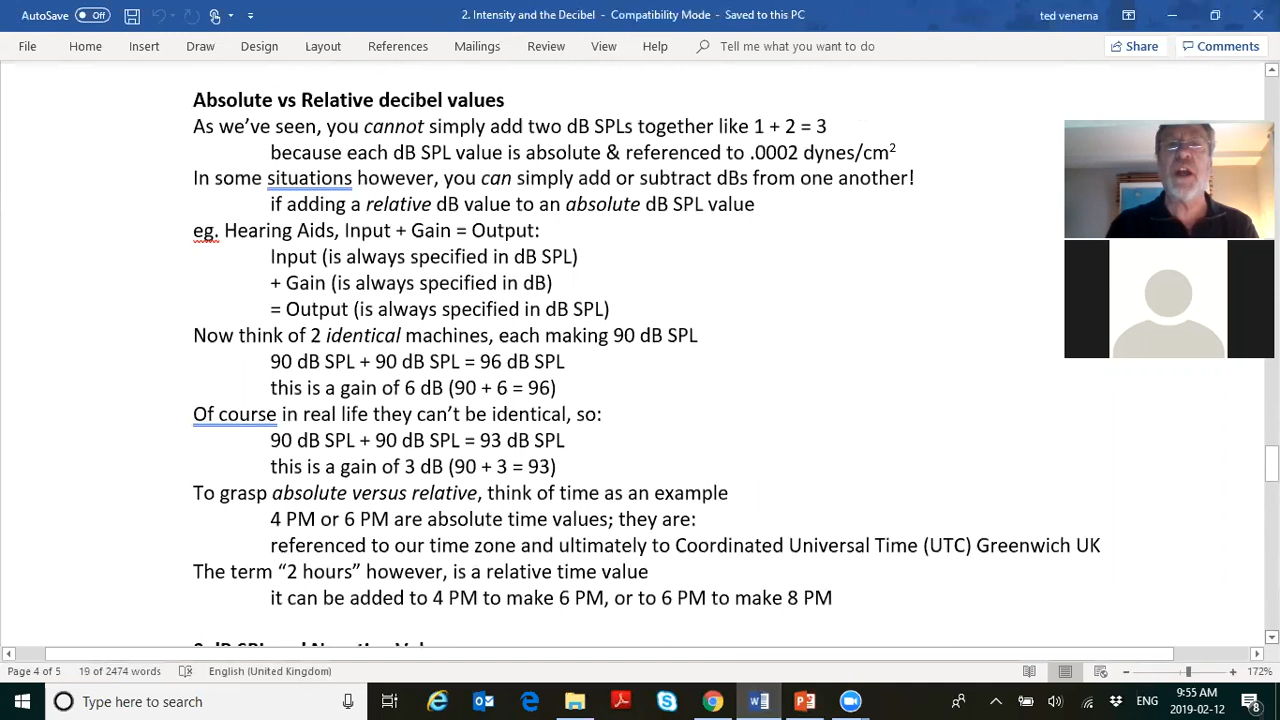 AutoSave Off
2. Intensity and the Decibel - Compatibility Mode - Saved to this PC
ted venema
File Home Insert Draw Design Layout References Mailings Review View Help Tell me what you want to do Share Comments
Absolute vs Relative decibel values
As we've seen, you cannot simply add two dB SPLs together like 1 + 2 = 3
because each dB SPL value is absolute & referenced to .0002 dynes/cm²
In some situations however, you can simply add or subtract dBs from one another!
if adding a relative dB value to an absolute dB SPL value
eg. Hearing Aids, Input + Gain = Output:
Input (is always specified in dB SPL)
+ Gain (is always specified in dB)
= Output (is always specified in dB SPL)
Now think of 2 identical machines, each making 90 dB SPL
90 dB SPL + 90 dB SPL = 96 dB SPL
this is a gain of 6 dB (90 + 6 = 96)
Of course in real life they can't be identical, so:
90 dB SPL + 90 dB SPL = 93 dB SPL
this is a gain of 3 dB (90 + 3 = 93)
To grasp absolute versus relative, think of time as an example
4 PM or 6 PM are absolute time values; they are:
referenced to our time zone and ultimately to Coordinated Universal Time (UTC) Greenwich UK
The term "2 hours" however, is a relative time value
it can be added to 4 PM to make 6 PM, or to 6 PM to make 8 PM
Page 4 of 5 19 of 2474 words English (United Kingdom) 172%
Type here to search
ENG
9:55 AM
2019-02-12
8